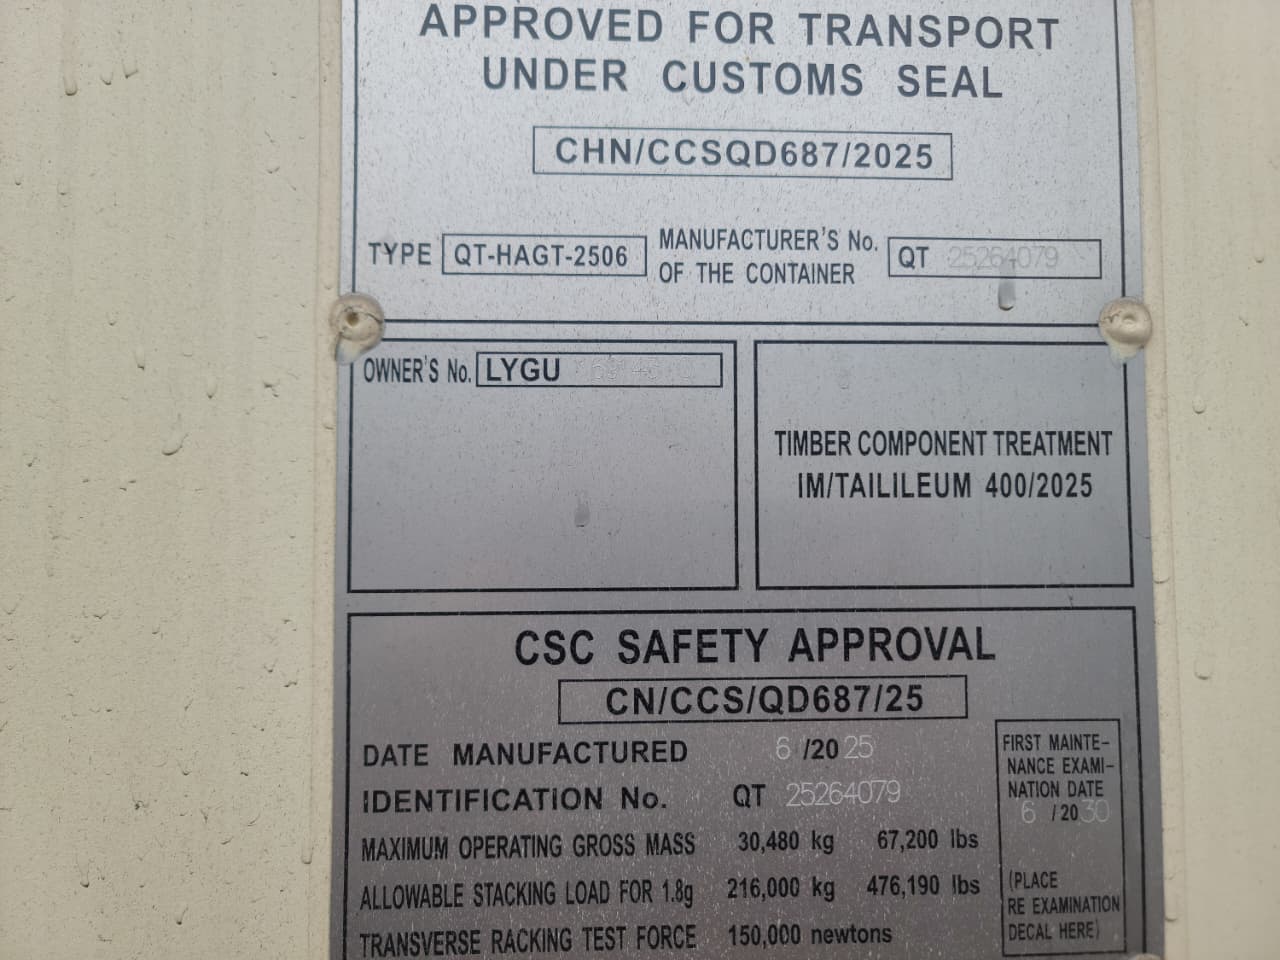 APPROVED FOR TRANSPORT
UNDER CUSTOMS SEAL
CHN/CCSQD687/2025
TYPE QT-HAGT-2506 MANUFACTURER'S No. OF THE CONTAINER QT 25264079
OWNER'S No. LYGU
TIMBER COMPONENT TREATMENT
IM/TAILILEUM 400/2025
CSC SAFETY APPROVAL
CN/CCS/QD687/25
DATE MANUFACTURED 6 /20 25
IDENTIFICATION No. QT 25264079
MAXIMUM OPERATING GROSS MASS 30,480 kg 67,200 lbs
ALLOWABLE STACKING LOAD FOR 1.8g 216,000 kg 476,190 lbs
TRANSVERSE RACKING TEST FORCE 150,000 newtons
FIRST MAINTE-
NANCE EXAMI-
NATION DATE
6 /20 30
(PLACE
RE EXAMINATION
DECAL HERE)